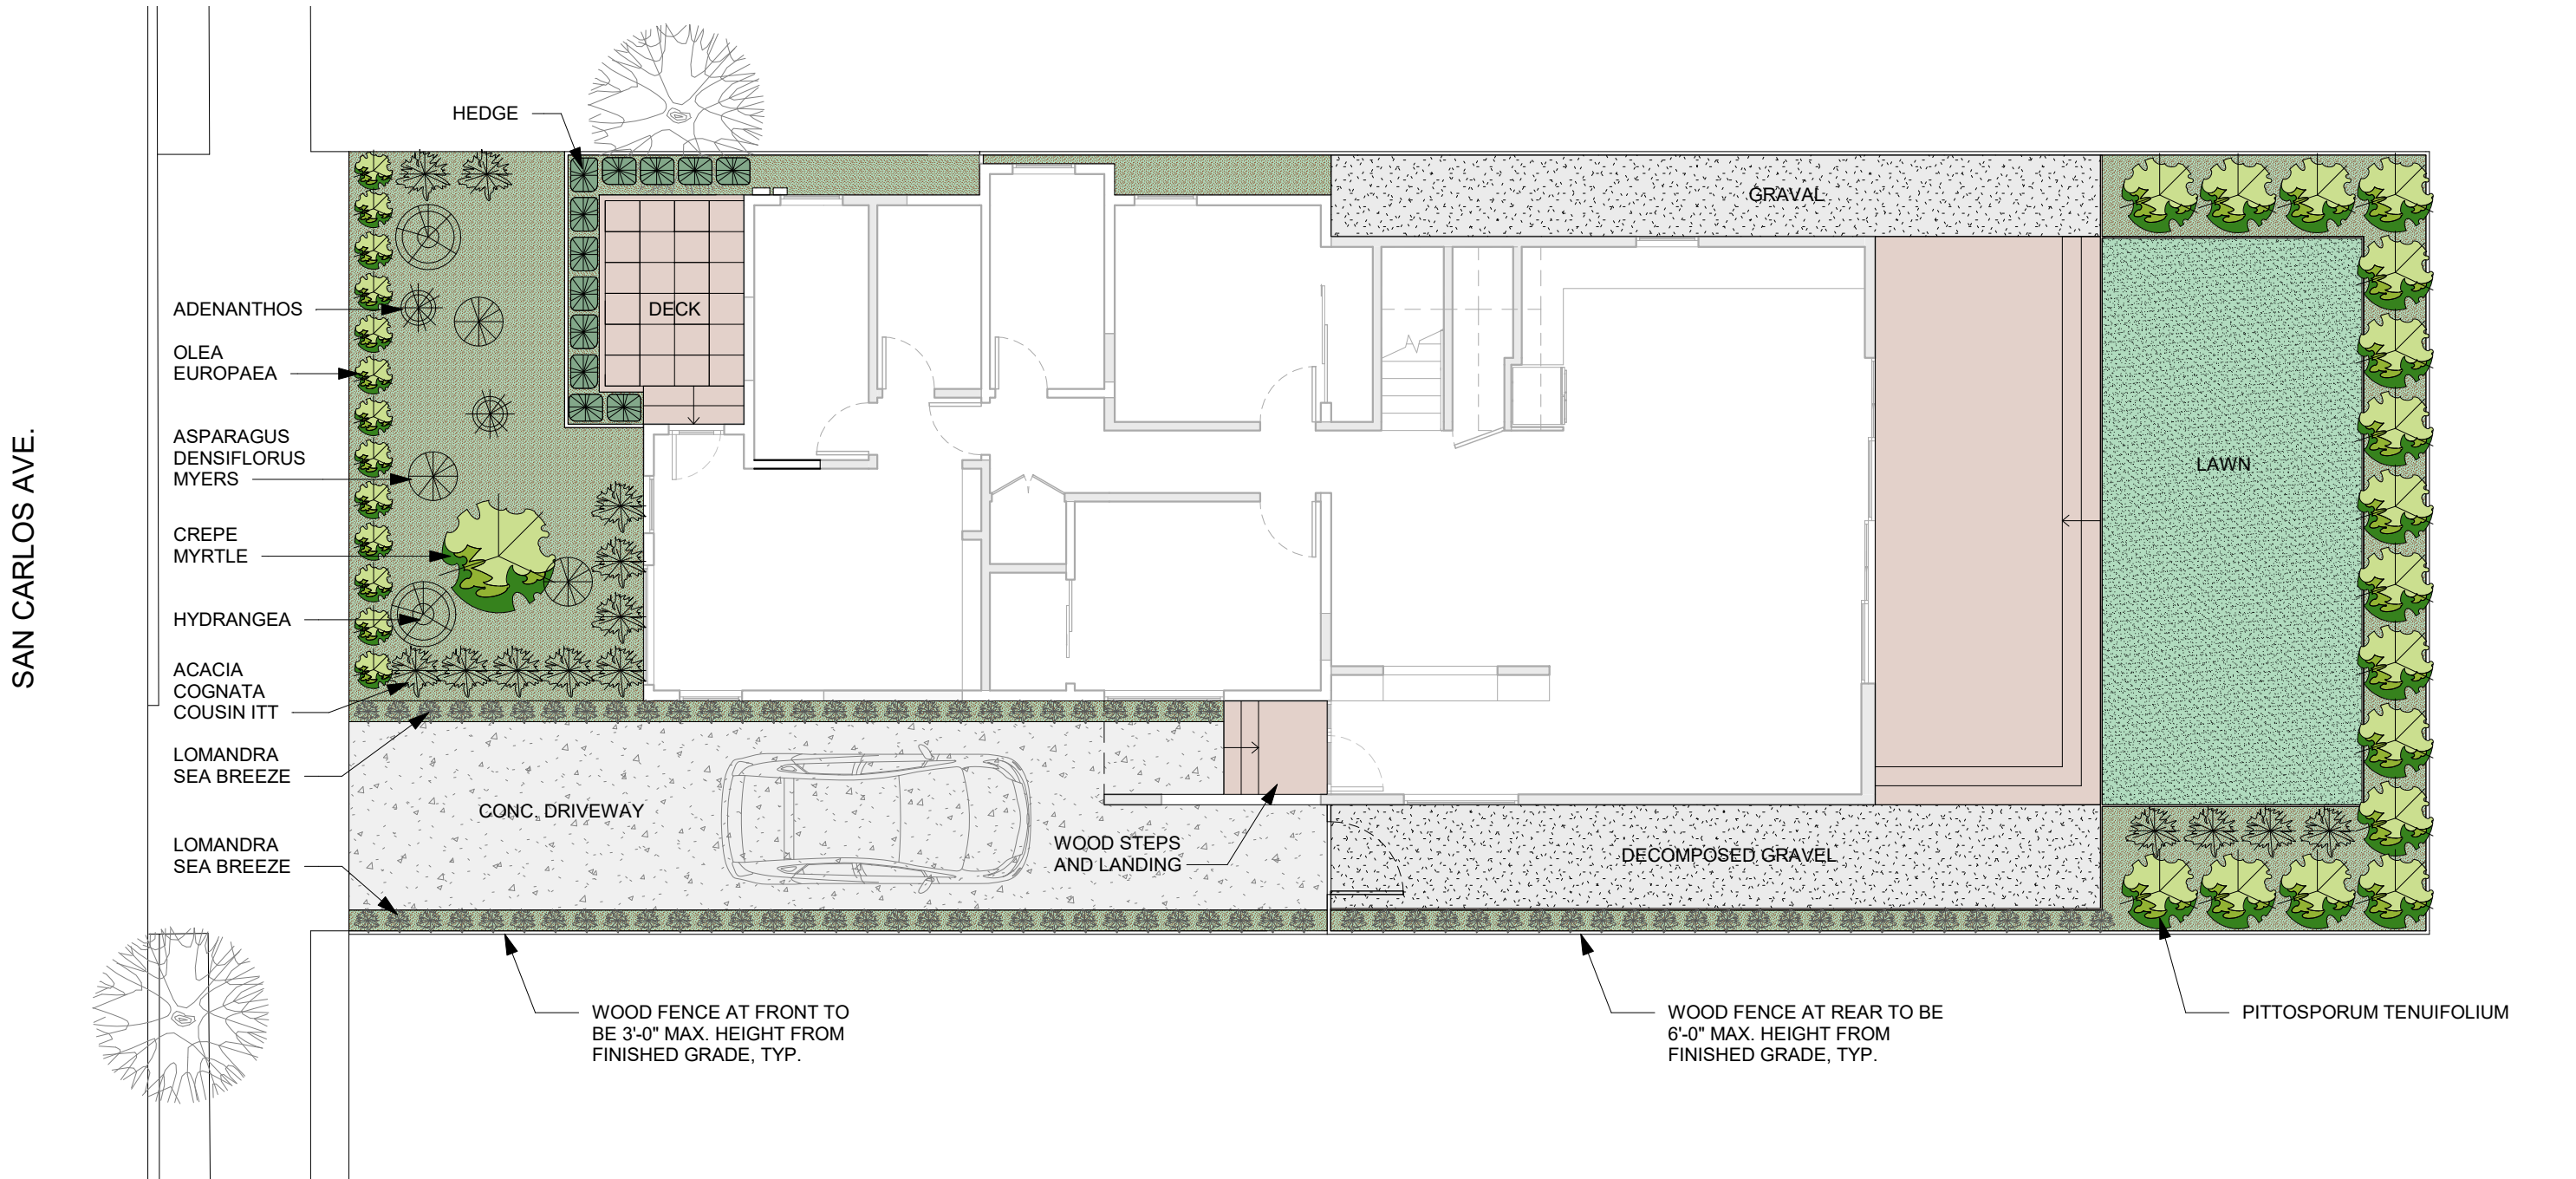 SAN CARLOS AVE.
HEDGE
ADENANTHOS
OLEA
EUROPAEA
ASPARAGUS
DENSIFLORUS
MYERS
CREPE
MYRTLE
HYDRANGEA
ACACIA
COGNATA
COUSIN ITT
LOMANDRA
SEA BREEZE
LOMANDRA
SEA BREEZE
DECK
GRAVAL
LAWN
CONC. DRIVEWAY
WOOD STEPS
AND LANDING
DECOMPOSED GRAVEL
WOOD FENCE AT FRONT TO
BE 3'-0" MAX. HEIGHT FROM
FINISHED GRADE, TYP.
WOOD FENCE AT REAR TO BE
6'-0" MAX. HEIGHT FROM
FINISHED GRADE, TYP.
PITTOSPORUM TENUIFOLIUM